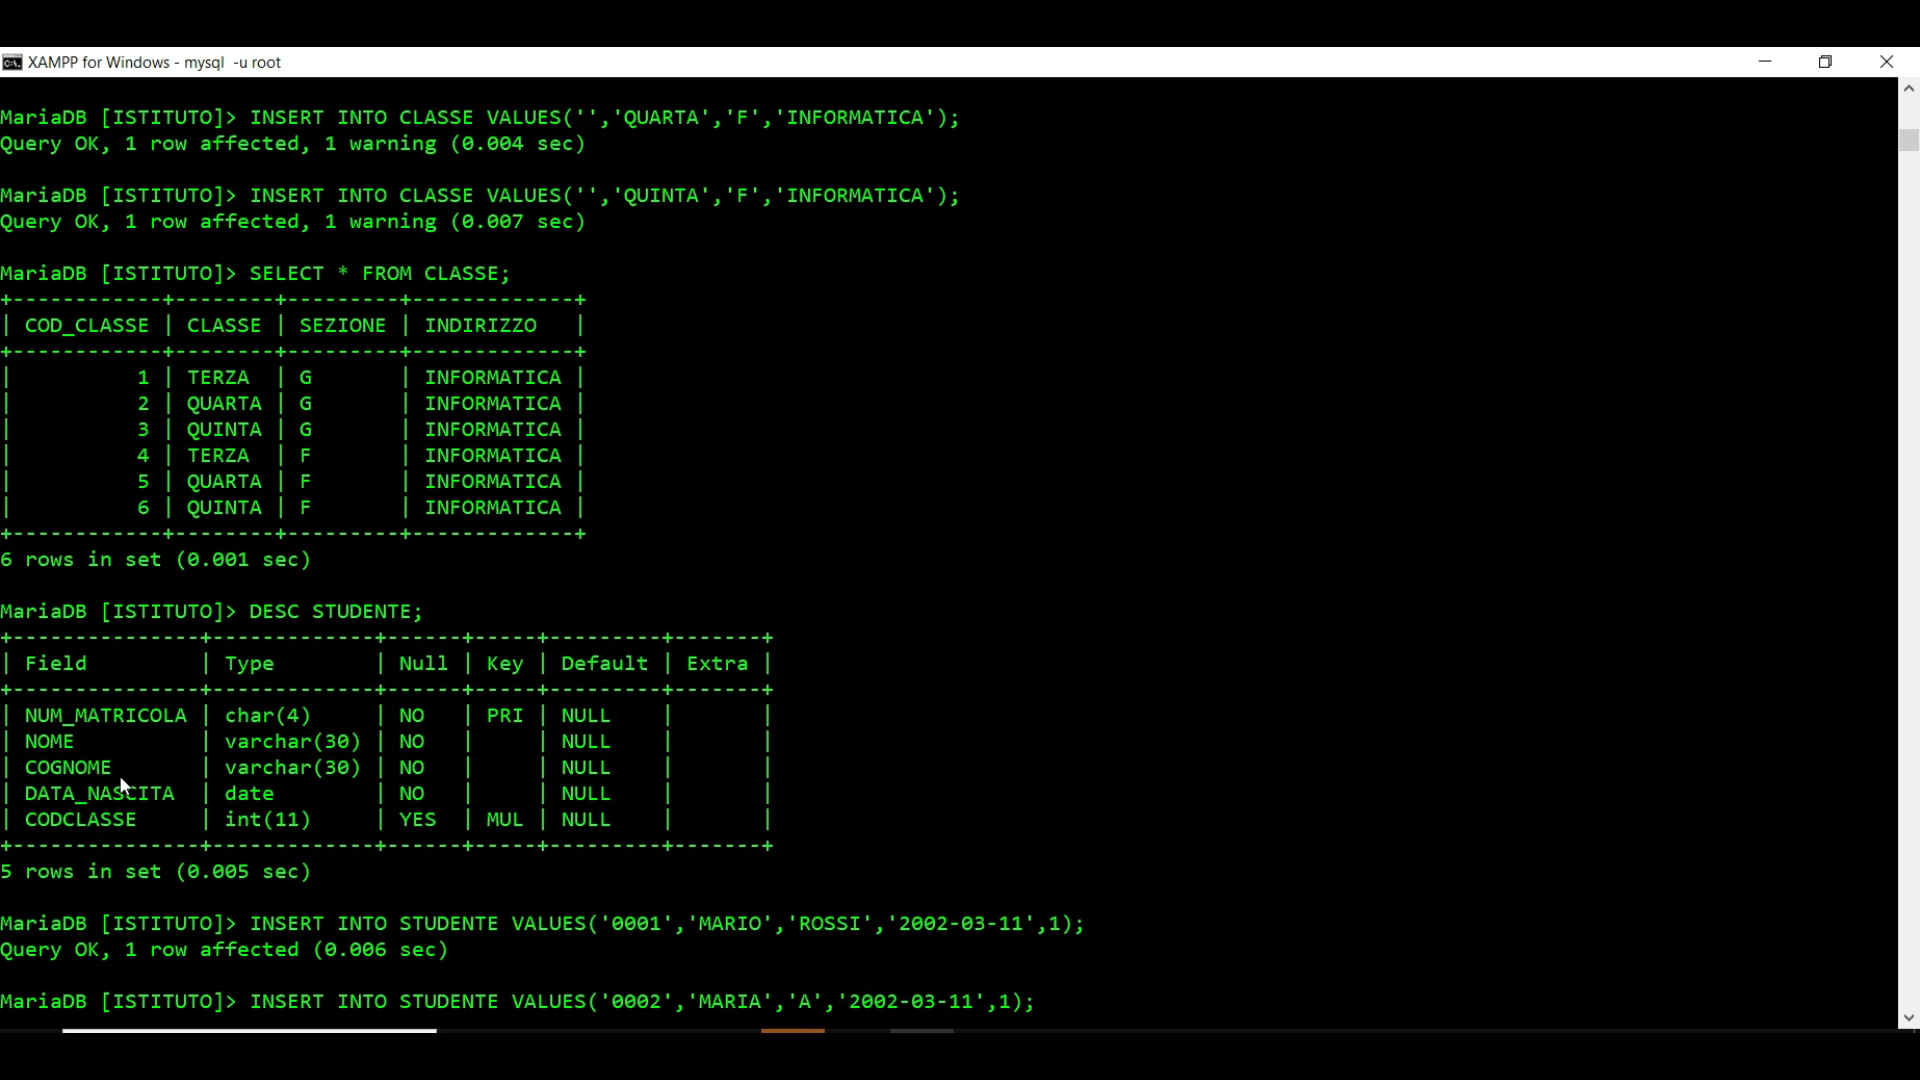 XAMPP for Windows - mysql  -u root
MariaDB [ISTITUTO]> INSERT INTO CLASSE VALUES('','QUARTA','F','INFORMATICA');
Query OK, 1 row affected, 1 warning (0.004 sec)
MariaDB [ISTITUTO]> INSERT INTO CLASSE VALUES('','QUINTA','F','INFORMATICA');
Query OK, 1 row affected, 1 warning (0.007 sec)
MariaDB [ISTITUTO]> SELECT * FROM CLASSE;
+------------+--------+---------+-------------+
| COD_CLASSE | CLASSE | SEZIONE | INDIRIZZO   |
+------------+--------+---------+-------------+
|          1 | TERZA  | G       | INFORMATICA |
|          2 | QUARTA | G       | INFORMATICA |
|          3 | QUINTA | G       | INFORMATICA |
|          4 | TERZA  | F       | INFORMATICA |
|          5 | QUARTA | F       | INFORMATICA |
|          6 | QUINTA | F       | INFORMATICA |
+------------+--------+---------+-------------+
6 rows in set (0.001 sec)
MariaDB [ISTITUTO]> DESC STUDENTE;
+---------------+-------------+------+-----+---------+-------+
| Field         | Type        | Null | Key | Default | Extra |
+---------------+-------------+------+-----+---------+-------+
| NUM_MATRICOLA | char(4)     | NO   | PRI | NULL    |       |
| NOME          | varchar(30) | NO   |     | NULL    |       |
| COGNOME       | varchar(30) | NO   |     | NULL    |       |
| DATA_NASCITA  | date        | NO   |     | NULL    |       |
| CODCLASSE     | int(11)     | YES  | MUL | NULL    |       |
+---------------+-------------+------+-----+---------+-------+
5 rows in set (0.005 sec)
MariaDB [ISTITUTO]> INSERT INTO STUDENTE VALUES('0001','MARIO','ROSSI','2002-03-11',1);
Query OK, 1 row affected (0.006 sec)
MariaDB [ISTITUTO]> INSERT INTO STUDENTE VALUES('0002','MARIA','A','2002-03-11',1);